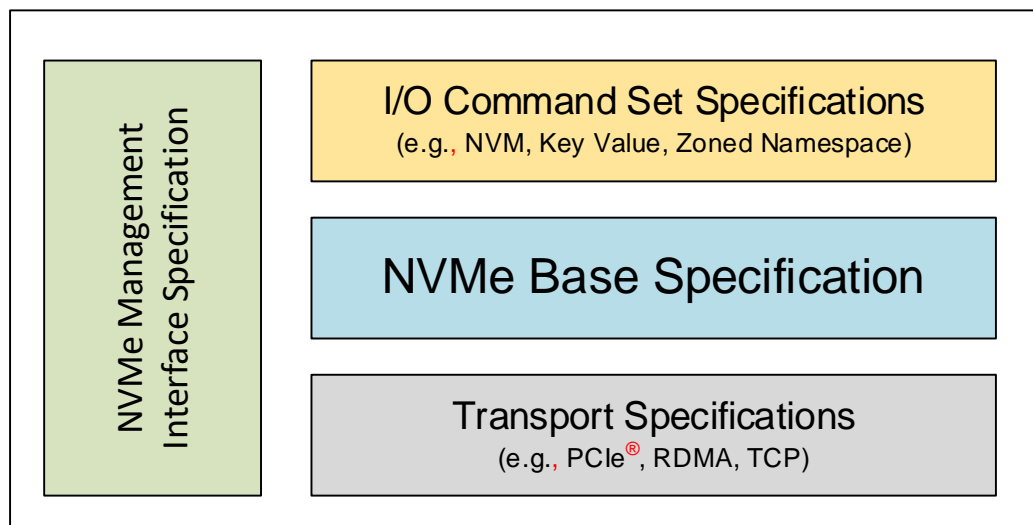 NVMe Management
Interface Specification
I/O Command Set Specifications
(e.g., NVM, Key Value, Zoned Namespace)
NVMe Base Specification
Transport Specifications
(e.g., PCIe®, RDMA, TCP)